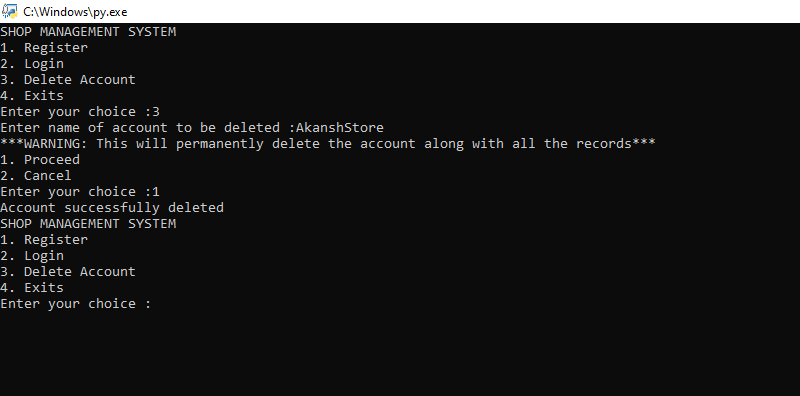 C:\Windows\py.exe
SHOP MANAGEMENT SYSTEM
1. Register
2. Login
3. Delete Account
4. Exits
Enter your choice :3
Enter name of account to be deleted :AkanshStore
***WARNING: This will permanently delete the account along with all the records***
1. Proceed
2. Cancel
Enter your choice :1
Account successfully deleted
SHOP MANAGEMENT SYSTEM
1. Register
2. Login
3. Delete Account
4. Exits
Enter your choice :